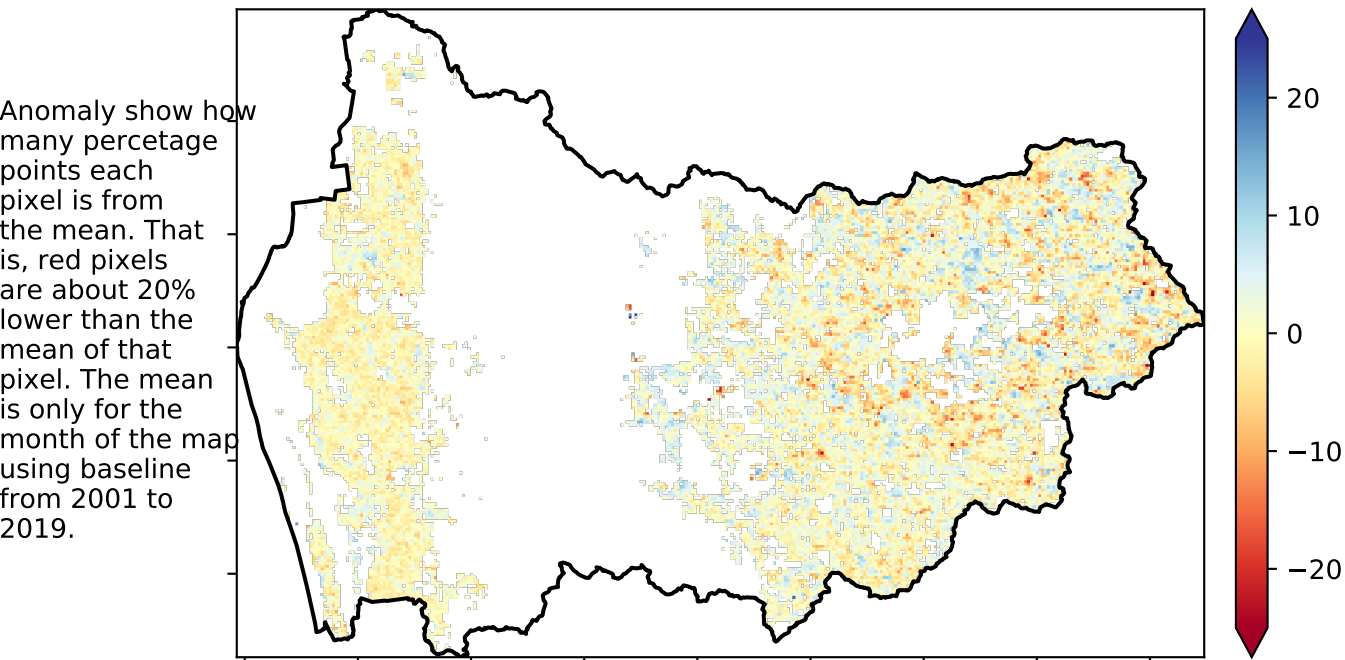 Anomaly show how
many percetage
points each
pixel is from
the mean. That
is, red pixels
are about 20%
lower than the
mean of that
pixel. The mean
is only for the
month of the map
using baseline
from 2001 to
2019.
20
10
0
−10
−20